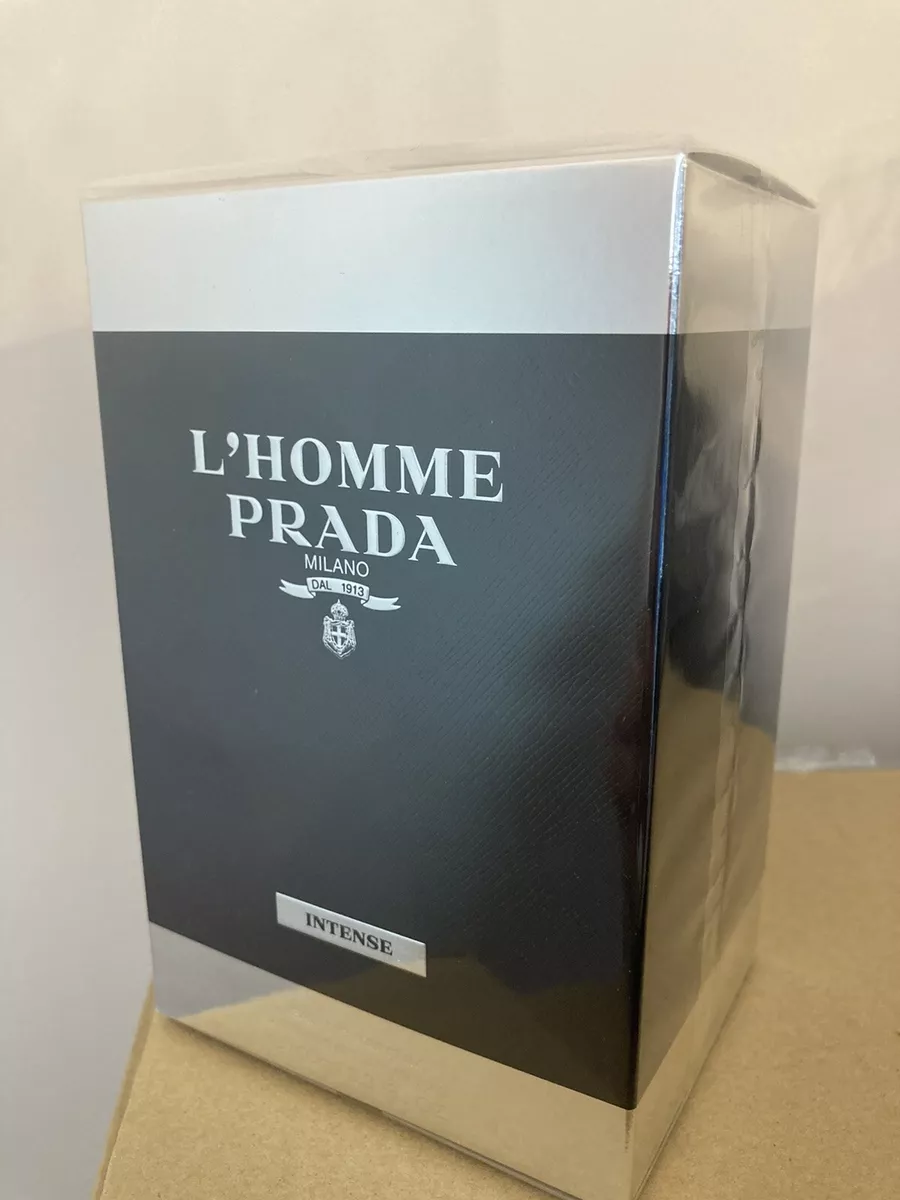 L'HOMME
PRADA
MILANO
DAL 1913
INTENSE